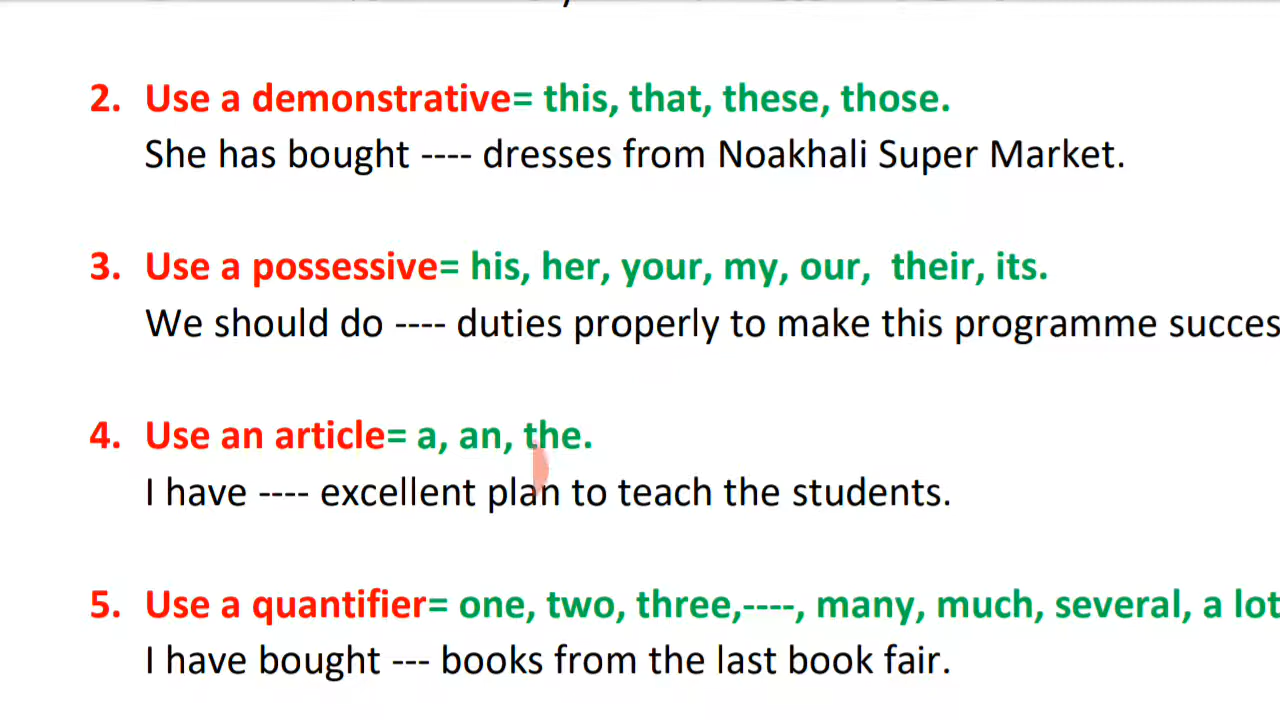 2. Use a demonstrative= this, that, these, those.
She has bought ---- dresses from Noakhali Super Market.
3. Use a possessive= his, her, your, my, our, their, its.
We should do ---- duties properly to make this programme succes
4. Use an article= a, an, the.
I have ---- excellent plan to teach the students.
5. Use a quantifier= one, two, three,----, many, much, several, a lot
I have bought --- books from the last book fair.